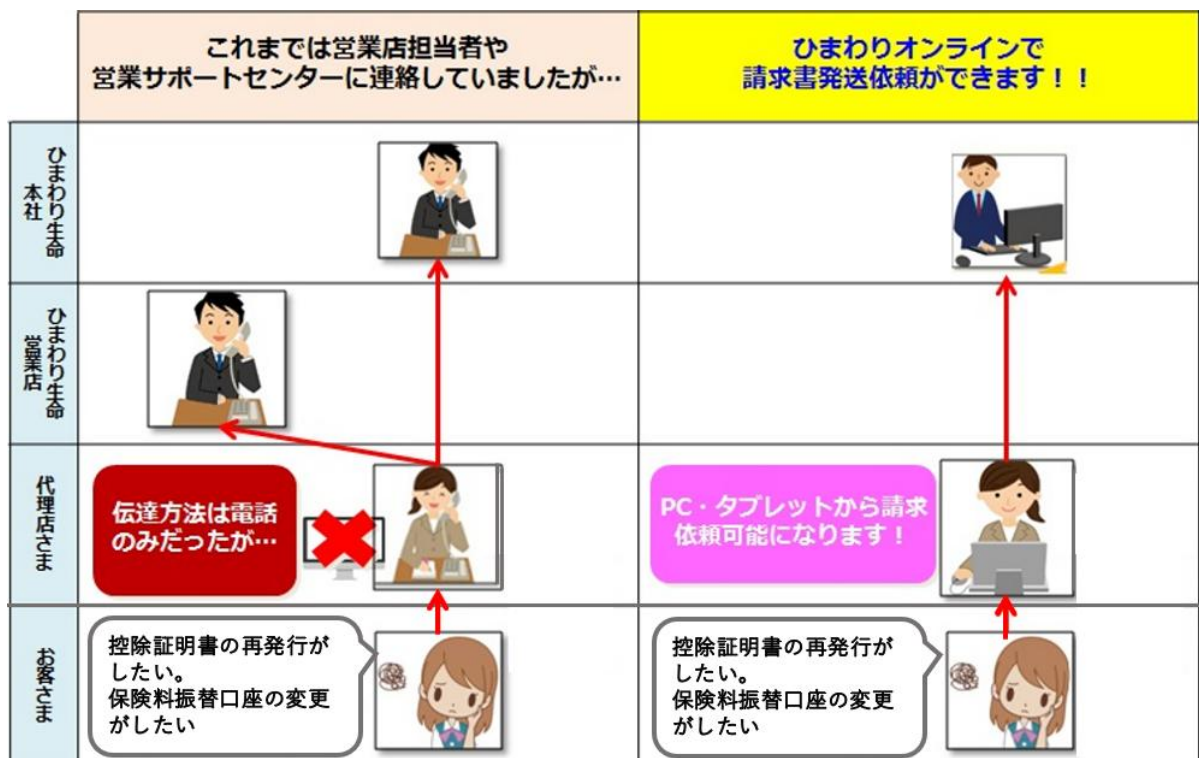 これまでは営業店担当者や
営業サポートセンターに連絡していましたが…
ひまわりオンラインで
請求書発送依頼ができます！！
ひまわり生命
本社
ひまわり生命
営業店
代理店さま
伝達方法は電話
のみだったが…
PC・タブレットから請求
依頼可能になります！
お客さま
控除証明書の再発行が
したい。
保険料振替口座の変更
がしたい
控除証明書の再発行が
したい。
保険料振替口座の変更
がしたい